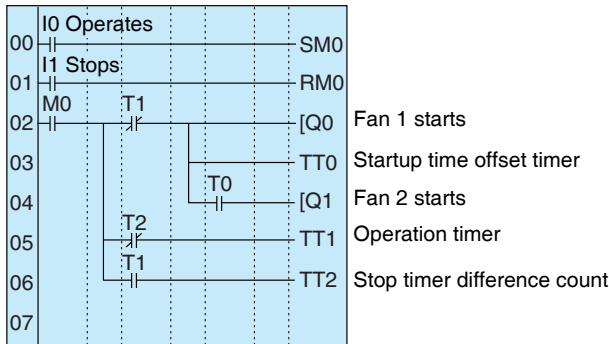 I0 Operates
00 SM0
I1 Stops
01 RM0
M0 T1
02 [Q0 Fan 1 starts
03 TT0 Startup time offset timer
T0
04 [Q1 Fan 2 starts
T2
05 TT1 Operation timer
T1
06 TT2 Stop timer difference count
07